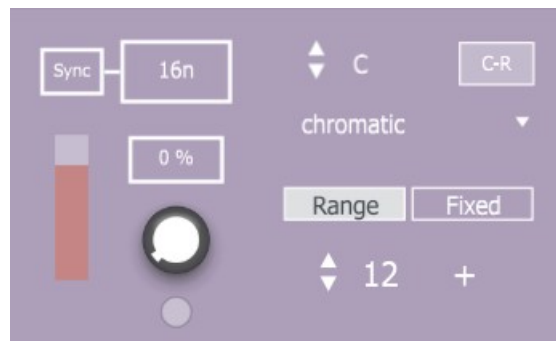 Sync
16n
C
C-R
chromatic
0 %
Range
Fixed
12
+